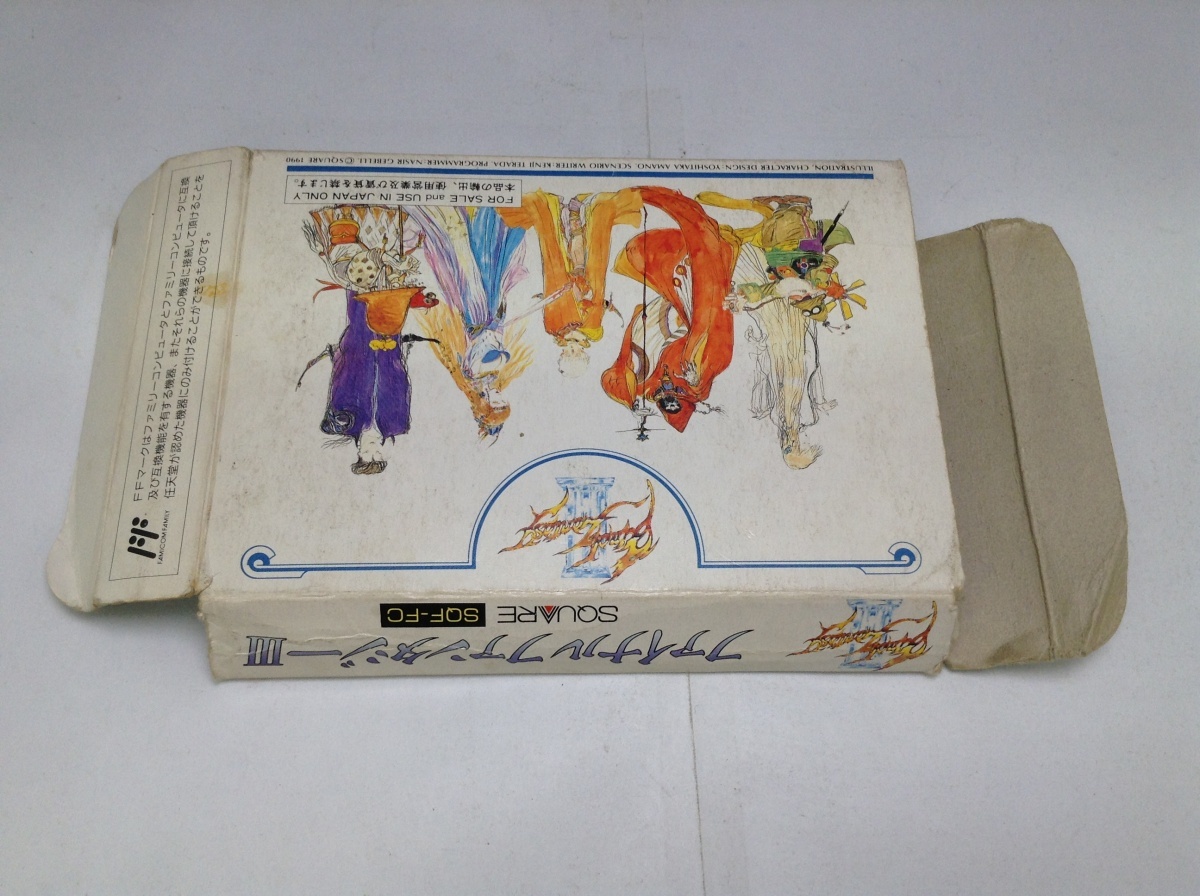 ファイナルファンタジーIII
SQUARE
SQF-FC
FINAL FANTASY
III
FINAL FANTASY
III
FOR SALE and USE IN JAPAN ONLY
本品の輸出、使用営業及び賃貸を禁じます。
ILLUSTRATION, CHARACTER DESIGN·YOSHITAKA AMANO, SCENARIO WRITER·KENJI TERADA, PROGRAMMER·NASIR GEBELLI, ©SQUARE 1990
FAMICOM FAMILY
FFマークはファミリーコンピュータとファミリーコンピュータに互換
及び互換機能を有する機器、またそれらの機器に接続して頂けることを
任天堂が認めた機器にのみ付けることができるものです。